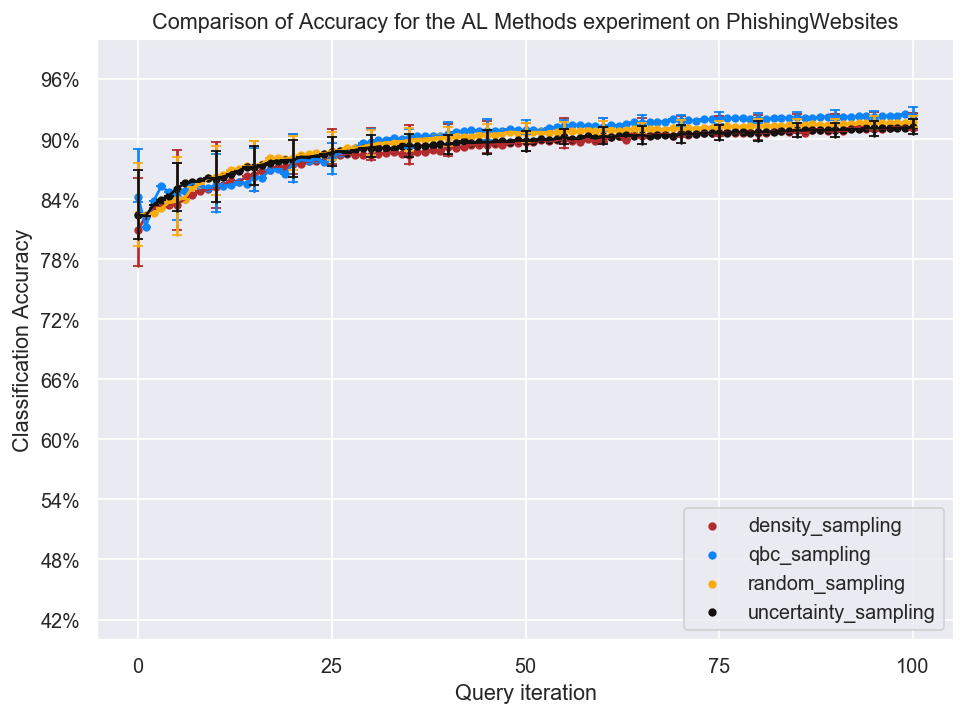 Comparison of Accuracy for the AL Methods experiment on PhishingWebsites
96%
90%
84%
78%
72%
66%
60%
54%
48%
42%
Classification Accuracy
density_sampling
qbc_sampling
random_sampling
uncertainty_sampling
0 25 50 75 100
Query iteration